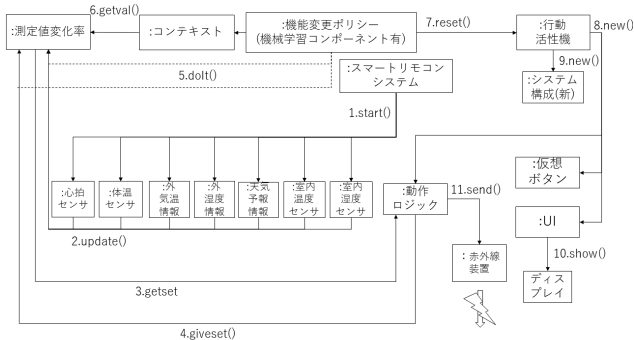 6.getval()
:測定値変化率
:コンテキスト
:機能変更ポリシー
(機械学習コンポーネント有)
7.reset()
:行動
活性機
8.new()
9.new()
:システム
構成(新)
5.doIt()
:スマートリモコン
システム
1.start()
:心拍
センサ
:体温
センサ
:外
気温
情報
:外
湿度
情報
:天気
予報
情報
:室内
温度
センサ
:室内
湿度
センサ
:動作
ロジック
11.send()
:仮想
ボタン
:UI
2.update()
10.show()
：赤外線
装置
ディス
プレイ
3.getset
4.giveset()